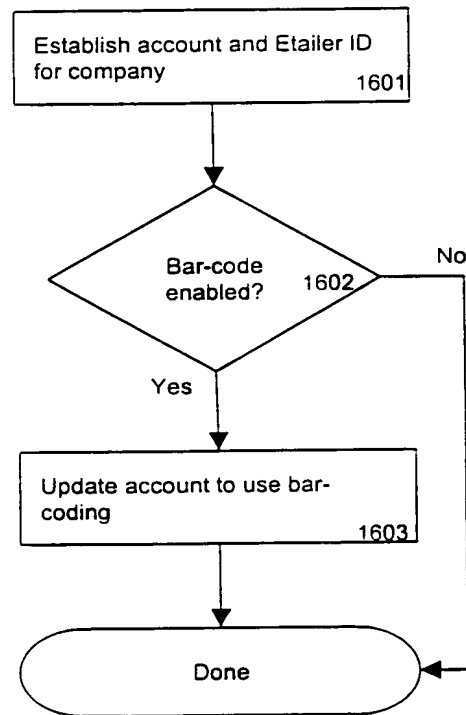 Establish account and Etailer ID
for company
1601
Bar-code
enabled?
1602
No
Yes
Update account to use bar-
coding
1603
Done